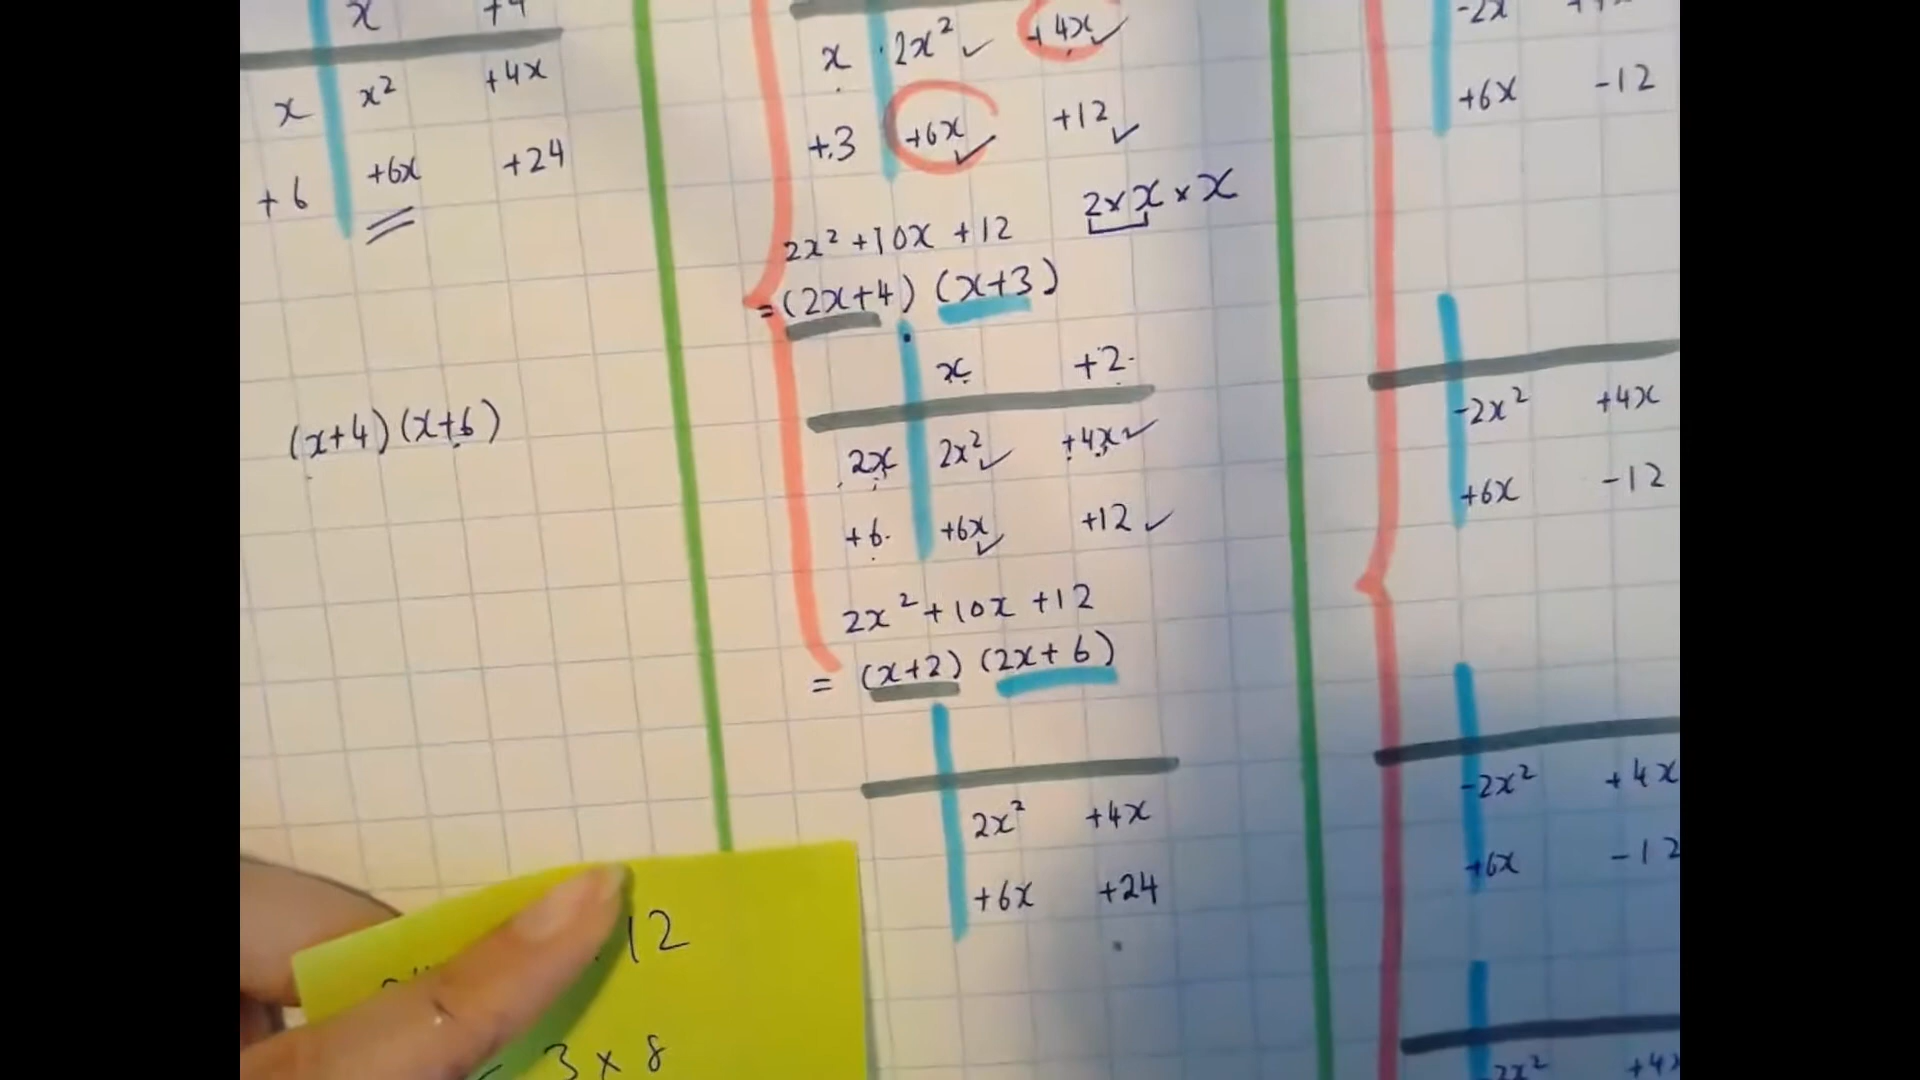 x +4
x x² +4x
+6 +6x +24
(x+4)(x+6)
x 2x² ✓ +4x ✓
+3 +6x ✓ +12 ✓
2×x×x
2x²+10x+12
=(2x+4)(x+3)
x +2
2x 2x² ✓ +4x ✓
+6 +6x ✓ +12 ✓
2x²+10x+12
= (x+2)(2x+6)
2x² +4x
+6x +24
12
3×8
-2x
+6x -12
-2x² +4x
+6x -12
-2x² +4x
+6x -12